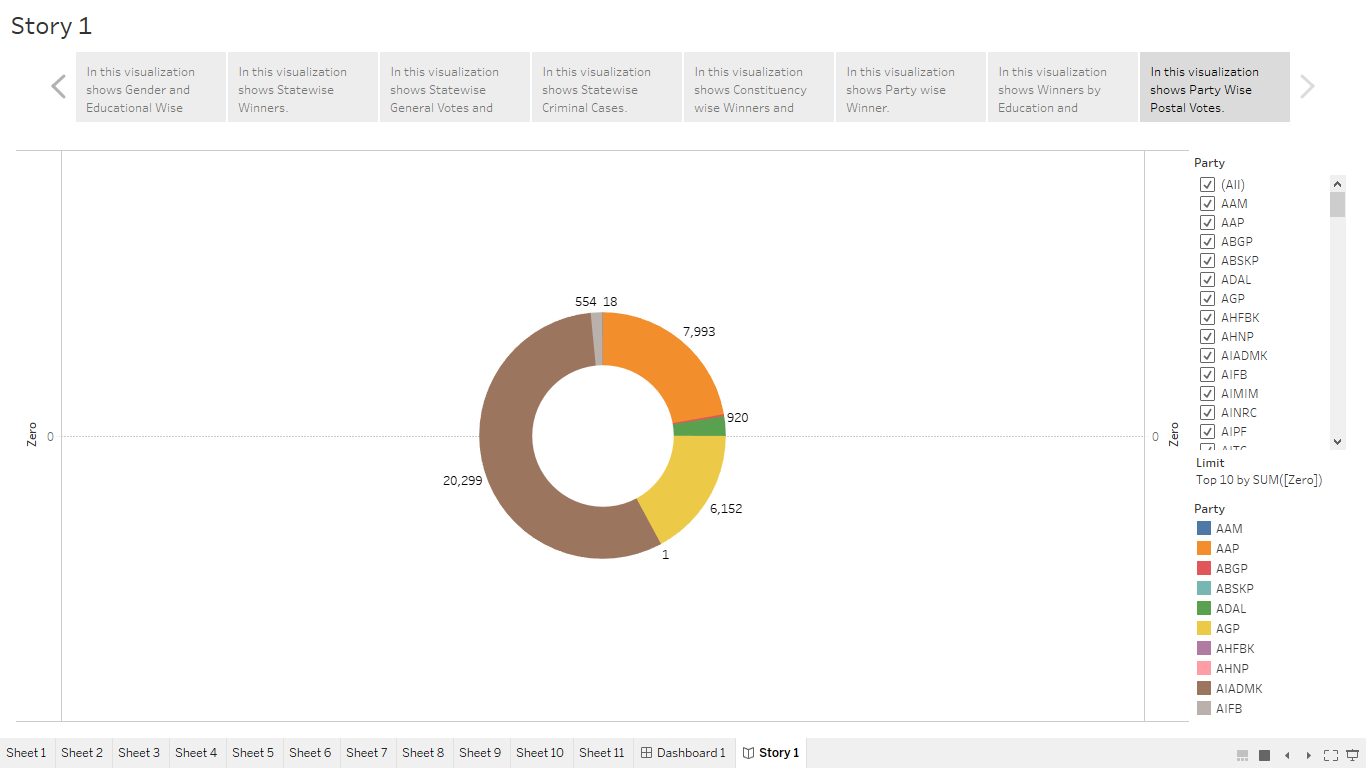 Story 1
In this visualization
shows Gender and
Educational Wise
In this visualization
shows Statewise
Winners.
In this visualization
shows Statewise
General Votes and
In this visualization
shows Statewise
Criminal Cases.
In this visualization
shows Constituency
wise Winners and
In this visualization
shows Party wise
Winner.
In this visualization
shows Winners by
Education and
In this visualization
shows Party Wise
Postal Votes.
Zero
0
554
18
7,993
920
20,299
6,152
1
0
Zero
Party
(All)
AAM
AAP
ABGP
ABSKP
ADAL
AGP
AHFBK
AHNP
AIADMK
AIFB
AIMIM
AINRC
AIPF
AITC
Limit
Top 10 by SUM([Zero])
Party
AAM
AAP
ABGP
ABSKP
ADAL
AGP
AHFBK
AHNP
AIADMK
AIFB
Sheet 1
Sheet 2
Sheet 3
Sheet 4
Sheet 5
Sheet 6
Sheet 7
Sheet 8
Sheet 9
Sheet 10
Sheet 11
Dashboard 1
Story 1